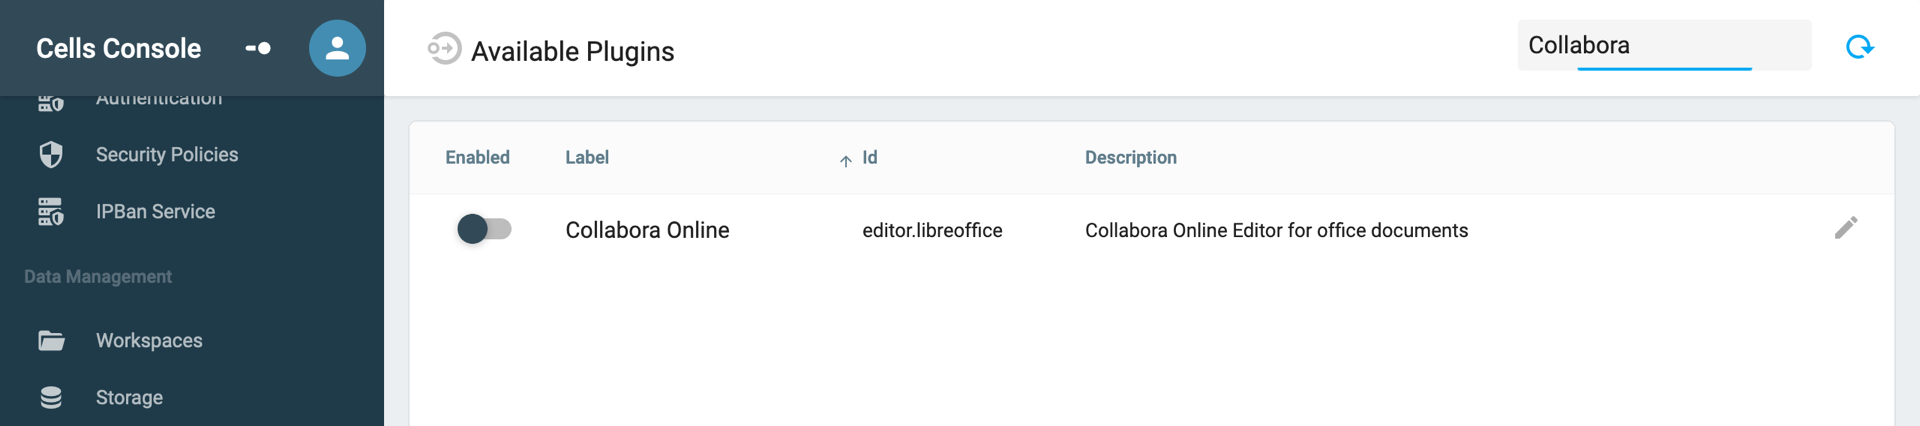 Cells Console
Authentication
Security Policies
IPBan Service
Data Management
Workspaces
Storage
Available Plugins
Collabora
Enabled Label Id Description
Collabora Online editor.libreoffice Collabora Online Editor for office documents